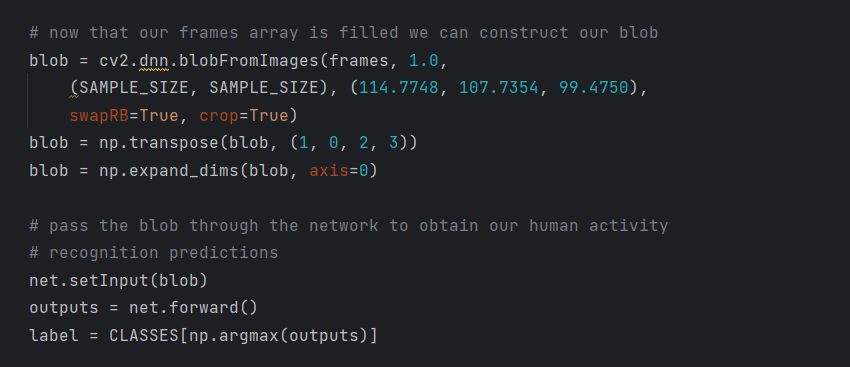 # now that our frames array is filled we can construct our blob
blob = cv2.dnn.blobFromImages(frames, 1.0,
    (SAMPLE_SIZE, SAMPLE_SIZE), (114.7748, 107.7354, 99.4750),
    swapRB=True, crop=True)
blob = np.transpose(blob, (1, 0, 2, 3))
blob = np.expand_dims(blob, axis=0)

# pass the blob through the network to obtain our human activity
# recognition predictions
net.setInput(blob)
outputs = net.forward()
label = CLASSES[np.argmax(outputs)]